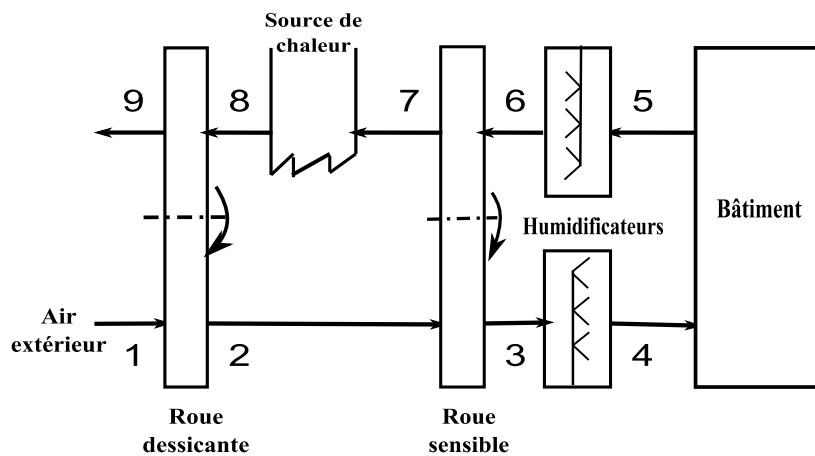 Source de
chaleur
9
8
7
6
5
Bâtiment
Humidificateurs
Air
extérieur
1
2
3
4
Roue
dessicante
Roue
sensible